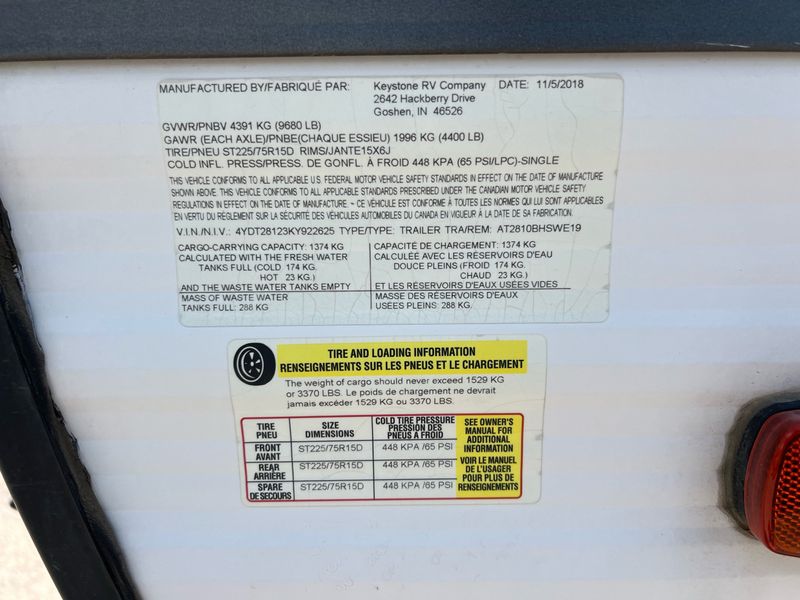 MANUFACTURED BY/FABRIQUÉ PAR: Keystone RV Company DATE: 11/5/2018
2642 Hackberry Drive
Goshen, IN 46526
GVWR/PNBV 4391 KG (9680 LB)
GAWR (EACH AXLE)/PNBE(CHAQUE ESSIEU) 1996 KG (4400 LB)
TIRE/PNEU ST225/75R15D RIMS/JANTE15X6J
COLD INFL. PRESS/PRESS. DE GONFL. À FROID 448 KPA (65 PSI/LPC)-SINGLE
THIS VEHICLE CONFORMS TO ALL APPLICABLE U.S. FEDERAL MOTOR VEHICLE SAFETY STANDARDS IN EFFECT ON THE DATE OF MANUFACTURE
SHOWN ABOVE. THIS VEHICLE CONFORMS TO ALL APPLICABLE STANDARDS PRESCRIBED UNDER THE CANADIAN MOTOR VEHICLE SAFETY
REGULATIONS IN EFFECT ON THE DATE OF MANUFACTURE. ~ CE VÉHICULE EST CONFORME À TOUTES LES NORMES QUI LUI SONT APPLICABLES
EN VERTU DU RÈGLEMENT SUR LA SÉCURITÉ DES VÉHICULES AUTOMOBILES DU CANADA EN VIGUEUR À LA DATE DE SA FABRICATION.
V.I.N./N.I.V.: 4YDT28123KY922625 TYPE/TYPE: TRAILER TRA/REM: AT2810BHSWE19
CARGO-CARRYING CAPACITY: 1374 KG
CALCULATED WITH THE FRESH WATER
TANKS FULL (COLD 174 KG.
HOT 23 KG.)
AND THE WASTE WATER TANKS EMPTY
MASS OF WASTE WATER
TANKS FULL: 288 KG
CAPACITÉ DE CHARGEMENT: 1374 KG
CALCULÉE AVEC LES RÉSERVOIRS D'EAU
DOUCE PLEINS (FROID 174 KG.
CHAUD 23 KG.)
ET LES RÉSERVOIRS D'EAUX USÉES VIDES
MASSE DES RÉSERVOIRS D'EAUX
USÉES PLEINS: 288 KG.
TIRE AND LOADING INFORMATION
RENSEIGNEMENTS SUR LES PNEUS ET LE CHARGEMENT
The weight of cargo should never exceed 1529 KG
or 3370 LBS. Le poids de chargement ne devrait
jamais excéder 1529 KG ou 3370 LBS.
TIRE
PNEU
SIZE
DIMENSIONS
COLD TIRE PRESSURE
PRESSION DES
PNEUS À FROID
FRONT
AVANT
ST225/75R15D
448 KPA /65 PSI
REAR
ARRIÈRE
ST225/75R15D
448 KPA /65 PSI
SPARE
DE SECOURS
ST225/75R15D
448 KPA /65 PSI
SEE OWNER'S
MANUAL FOR
ADDITIONAL
INFORMATION
VOIR LE MANUEL
DE L'USAGER
POUR PLUS DE
RENSEIGNEMENTS